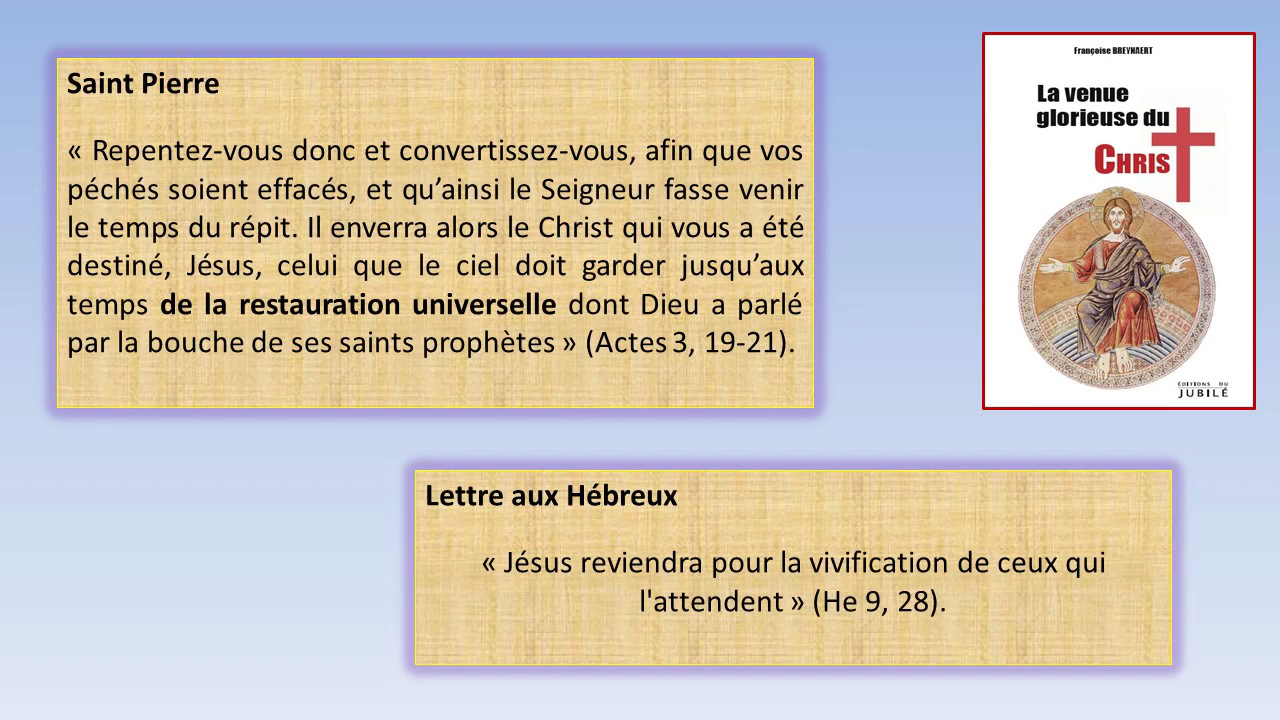 Saint Pierre
« Repentez-vous donc et convertissez-vous, afin que vos
péchés soient effacés, et qu’ainsi le Seigneur fasse venir
le temps du répit. Il enverra alors le Christ qui vous a été
destiné, Jésus, celui que le ciel doit garder jusqu’aux
temps de la restauration universelle dont Dieu a parlé
par la bouche de ses saints prophètes » (Actes 3, 19-21).
Françoise BREYNAERT
La venue
glorieuse du
CHRIST
ÉDITIONS DU
JUBILÉ
Lettre aux Hébreux
« Jésus reviendra pour la vivification de ceux qui
l'attendent » (He 9, 28).